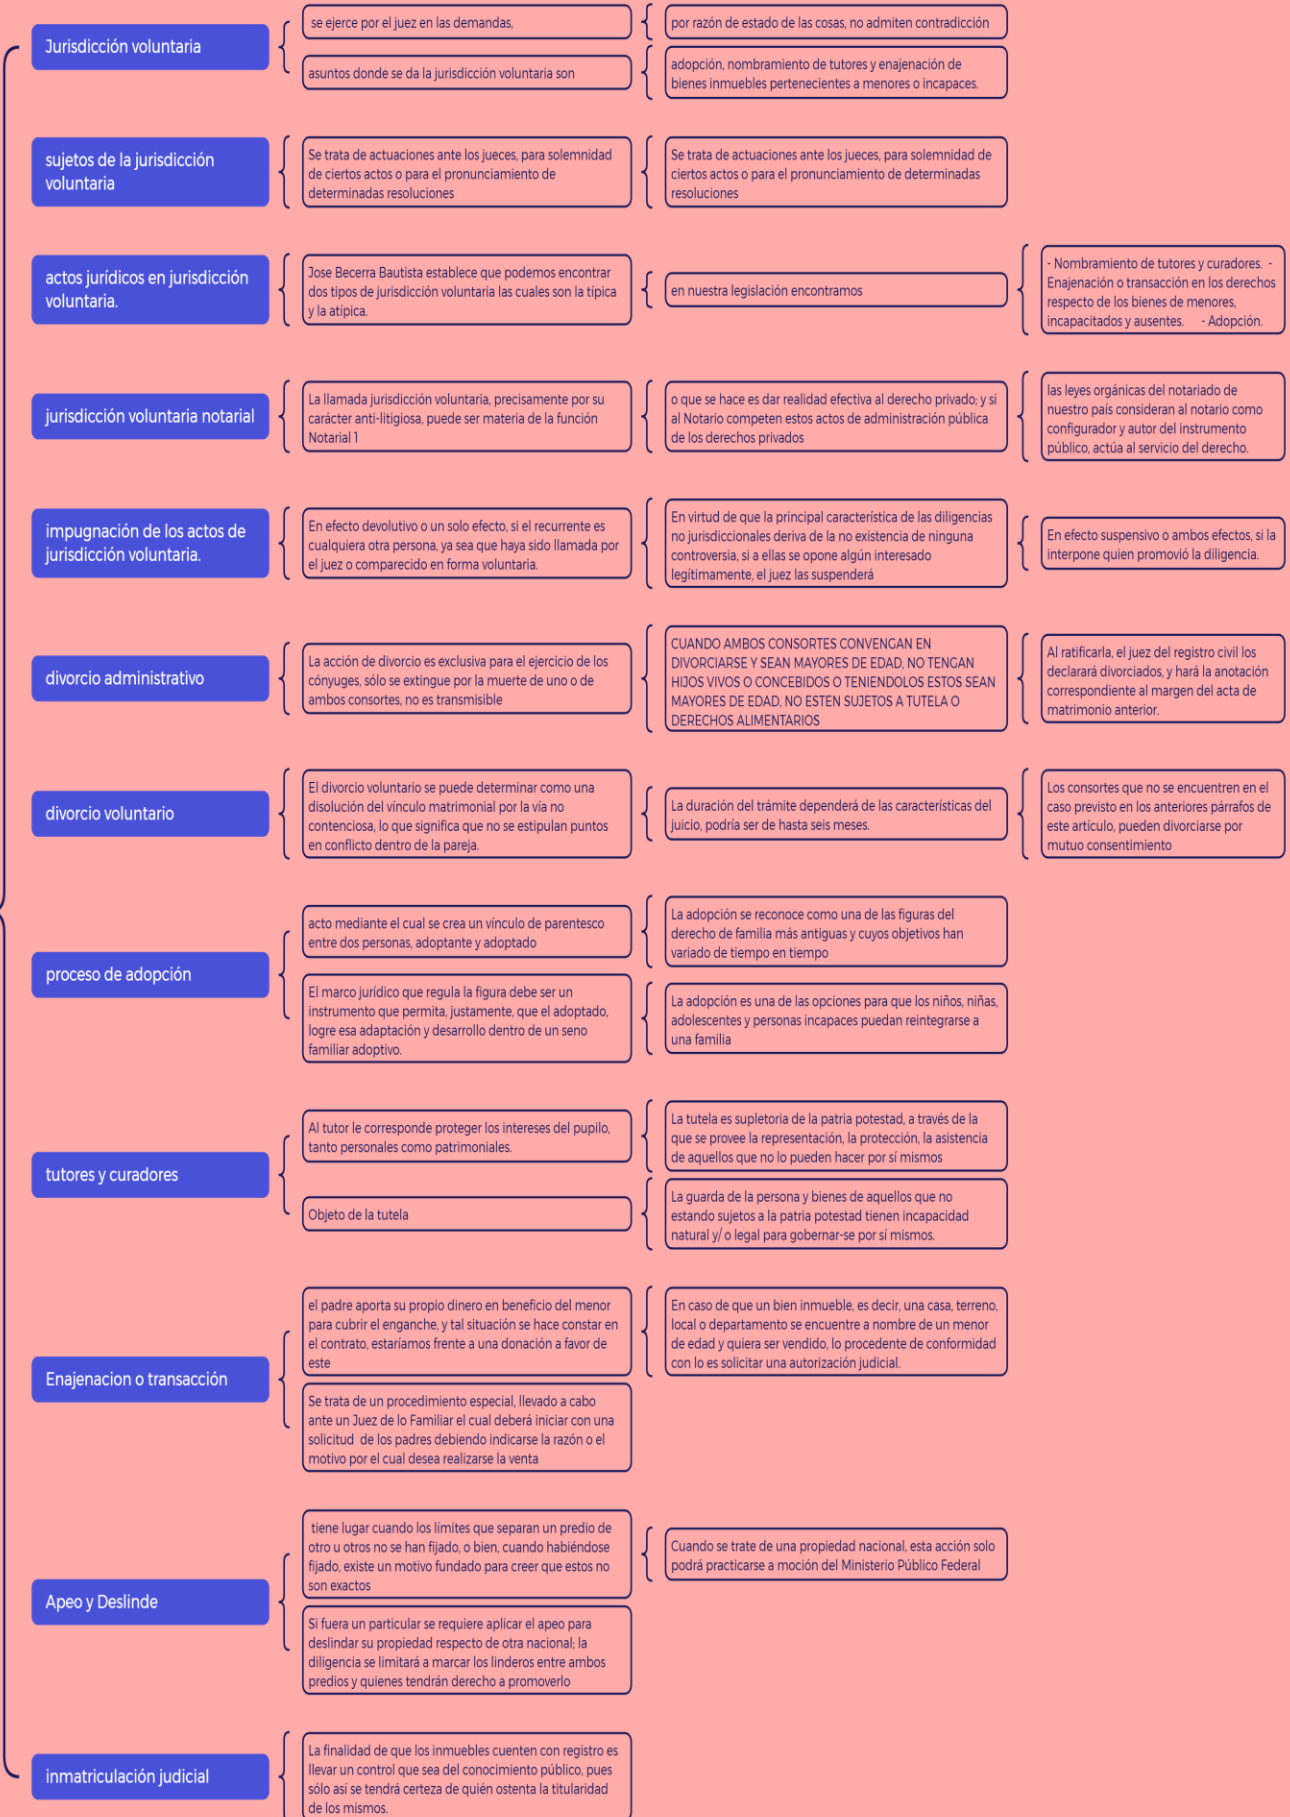 Jurisdicción voluntaria
se ejerce por el juez en las demandas,
por razón de estado de las cosas, no admiten contradicción
asuntos donde se da la jurisdicción voluntaria son
adopción, nombramiento de tutores y enajenación de
bienes inmuebles pertenecientes a menores o incapaces.
sujetos de la jurisdicción
voluntaria
Se trata de actuaciones ante los jueces, para solemnidad
de ciertos actos o para el pronunciamiento de
determinadas resoluciones
Se trata de actuaciones ante los jueces, para solemnidad de
ciertos actos o para el pronunciamiento de determinadas
resoluciones
actos jurídicos en jurisdicción
voluntaria.
Jose Becerra Bautista establece que podemos encontrar
dos tipos de jurisdicción voluntaria las cuales son la típica
y la atípica.
en nuestra legislación encontramos
- Nombramiento de tutores y curadores. -
Enajenación o transacción en los derechos
respecto de los bienes de menores,
incapacitados y ausentes. - Adopción.
jurisdicción voluntaria notarial
La llamada jurisdicción voluntaria, precisamente por su
carácter anti-litigiosa, puede ser materia de la función
Notarial 1
o que se hace es dar realidad efectiva al derecho privado; y si
al Notario competen estos actos de administración pública
de los derechos privados
las leyes orgánicas del notariado de
nuestro país consideran al notario como
configurador y autor del instrumento
público, actúa al servicio del derecho.
impugnación de los actos de
jurisdicción voluntaria.
En efecto devolutivo o un solo efecto, si el recurrente es
cualquiera otra persona, ya sea que haya sido llamada por
el juez o comparecido en forma voluntaria.
En virtud de que la principal característica de las diligencias
no jurisdiccionales deriva de la no existencia de ninguna
controversia, si a ellas se opone algún interesado
legítimamente, el juez las suspenderá
En efecto suspensivo o ambos efectos, si la
interpone quien promovió la diligencia.
divorcio administrativo
La acción de divorcio es exclusiva para el ejercicio de los
cónyuges, sólo se extingue por la muerte de uno o de
ambos consortes, no es transmisible
CUANDO AMBOS CONSORTES CONVENGAN EN
DIVORCIARSE Y SEAN MAYORES DE EDAD, NO TENGAN
HIJOS VIVOS O CONCEBIDOS O TENIENDOLOS ESTOS SEAN
MAYORES DE EDAD, NO ESTEN SUJETOS A TUTELA O
DERECHOS ALIMENTARIOS
Al ratificarla, el juez del registro civil los
declarará divorciados, y hará la anotación
correspondiente al margen del acta de
matrimonio anterior.
divorcio voluntario
El divorcio voluntario se puede determinar como una
disolución del vínculo matrimonial por la vía no
contenciosa, lo que significa que no se estipulan puntos
en conflicto dentro de la pareja.
La duración del trámite dependerá de las características del
juicio, podría ser de hasta seis meses.
Los consortes que no se encuentren en el
caso previsto en los anteriores párrafos de
este artículo, pueden divorciarse por
mutuo consentimiento
proceso de adopción
acto mediante el cual se crea un vínculo de parentesco
entre dos personas, adoptante y adoptado
La adopción se reconoce como una de las figuras del
derecho de familia más antiguas y cuyos objetivos han
variado de tiempo en tiempo
El marco jurídico que regula la figura debe ser un
instrumento que permita, justamente, que el adoptado,
logre esa adaptación y desarrollo dentro de un seno
familiar adoptivo.
La adopción es una de las opciones para que los niños, niñas,
adolescentes y personas incapaces puedan reintegrarse a
una familia
tutores y curadores
Al tutor le corresponde proteger los intereses del pupilo,
tanto personales como patrimoniales.
La tutela es supletoria de la patria potestad, a través de la
que se provee la representación, la protección, la asistencia
de aquellos que no lo pueden hacer por sí mismos
Objeto de la tutela
La guarda de la persona y bienes de aquellos que no
estando sujetos a la patria potestad tienen incapacidad
natural y/ o legal para gobernar-se por sí mismos.
Enajenacion o transacción
el padre aporta su propio dinero en beneficio del menor
para cubrir el enganche, y tal situación se hace constar en
el contrato, estaríamos frente a una donación a favor de
este
En caso de que un bien inmueble, es decir, una casa, terreno,
local o departamento se encuentre a nombre de un menor
de edad y quiera ser vendido, lo procedente de conformidad
con lo es solicitar una autorización judicial.
Se trata de un procedimiento especial, llevado a cabo
ante un Juez de lo Familiar el cual deberá iniciar con una
solicitud de los padres debiendo indicarse la razón o el
motivo por el cual desea realizarse la venta
Apeo y Deslinde
tiene lugar cuando los límites que separan un predio de
otro u otros no se han fijado, o bien, cuando habiéndose
fijado, existe un motivo fundado para creer que estos no
son exactos
Cuando se trate de una propiedad nacional, esta acción solo
podrá practicarse a moción del Ministerio Público Federal
Si fuera un particular se requiere aplicar el apeo para
deslindar su propiedad respecto de otra nacional; la
diligencia se limitará a marcar los linderos entre ambos
predios y quienes tendrán derecho a promoverlo
inmatriculación judicial
La finalidad de que los inmuebles cuenten con registro es
llevar un control que sea del conocimiento público, pues
sólo así se tendrá certeza de quién ostenta la titularidad
de los mismos.